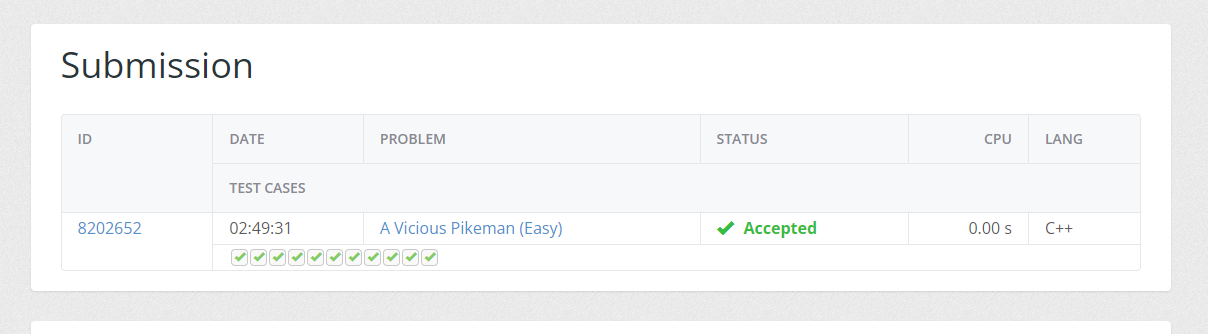 Submission
ID DATE PROBLEM STATUS CPU LANG
TEST CASES
8202652 02:49:31 A Vicious Pikeman (Easy) Accepted 0.00 s C++